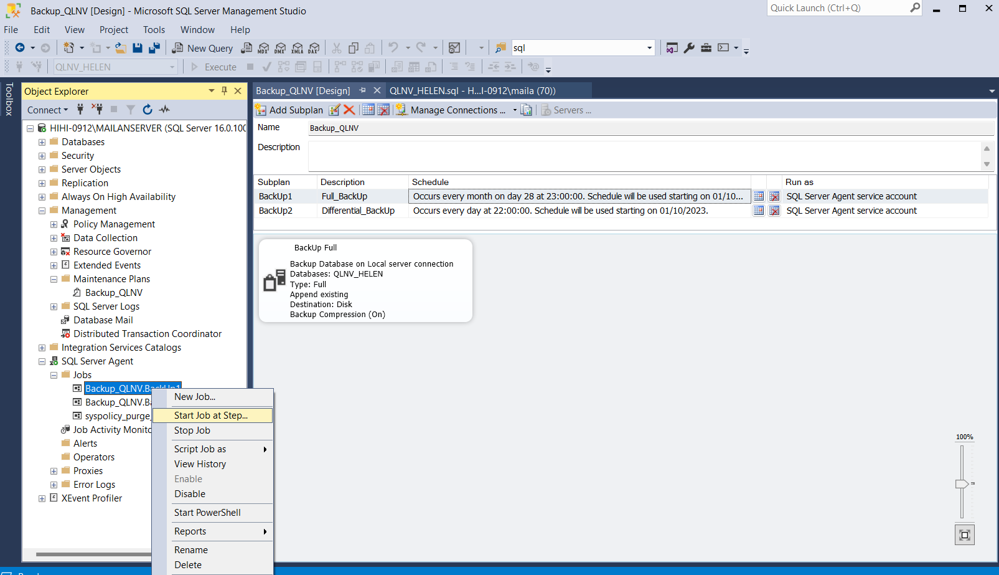 Backup_QLNV [Design] - Microsoft SQL Server Management Studio
Quick Launch (Ctrl+Q)
File Edit View Project Tools Window Help
New Query MDX DMX XMLA DAX sql
QLNV_HELEN Execute
Toolbox
Object Explorer
Connect
HIHI-0912\MAILANSERVER (SQL Server 16.0.100
Databases
Security
Server Objects
Replication
Always On High Availability
Management
Policy Management
Data Collection
Resource Governor
Extended Events
Maintenance Plans
Backup_QLNV
SQL Server Logs
Database Mail
Distributed Transaction Coordinator
Integration Services Catalogs
SQL Server Agent
Jobs
Backup_QLNV.BackUp1
Backup_QLNV.Ba
syspolicy_purge_
Job Activity Monito
Alerts
Operators
Proxies
Error Logs
XEvent Profiler
New Job...
Start Job at Step...
Stop Job
Script Job as
View History
Enable
Disable
Start PowerShell
Reports
Rename
Delete
Backup_QLNV [Design] QLNV_HELEN.sql - H...I-0912\maila (70))
Add Subplan Manage Connections ... Servers ...
Name Backup_QLNV
Description
Subplan Description Schedule Run as
BackUp1 Full_BackUp Occurs every month on day 28 at 23:00:00. Schedule will be used starting on 01/10... SQL Server Agent service account
BackUp2 Differential_BackUp Occurs every day at 22:00:00. Schedule will be used starting on 01/10/2023. SQL Server Agent service account
BackUp Full
Backup Database on Local server connection
Databases: QLNV_HELEN
Type: Full
Append existing
Destination: Disk
Backup Compression (On)
100%